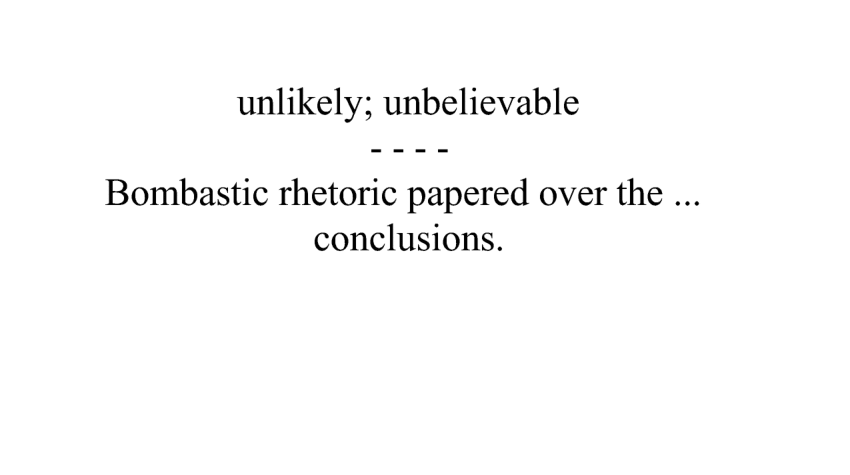 unlikely; unbelievable
- - - -
Bombastic rhetoric papered over the ...
conclusions.